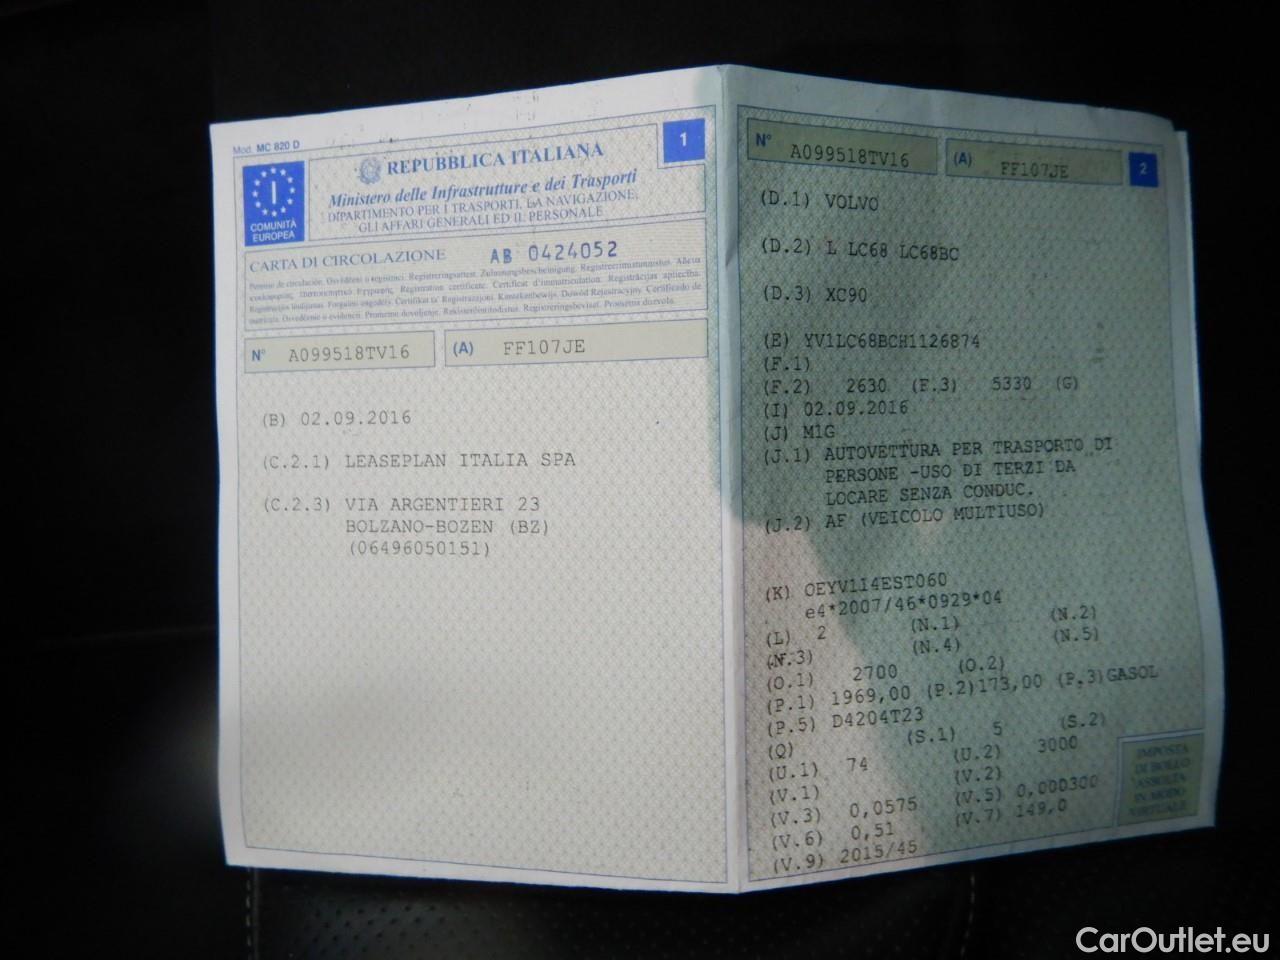 Mod. MC 820 D
REPUBBLICA ITALIANA
1
I
COMUNITÀ
EUROPEA
Ministero delle Infrastrutture e dei Trasporti
DIPARTIMENTO PER I TRASPORTI, LA NAVIGAZIONE,
GLI AFFARI GENERALI ED IL PERSONALE
CARTA DI CIRCOLAZIONE AB 0424052
N° A099518TV16 (A) FF107JE
(B) 02.09.2016
(C.2.1) LEASEPLAN ITALIA SPA
(C.2.3) VIA ARGENTIERI 23
BOLZANO-BOZEN (BZ)
(06496050151)
N° A099518TV16 (A) FF107JE 2
(D.1) VOLVO
(D.2) L LC68 LC68BC
(D.3) XC90
(E) YV1LC68BCH1126874
(F.1)
(F.2) 2630 (F.3) 5330 (G)
(I) 02.09.2016
(J) M1G
(J.1) AUTOVETTURA PER TRASPORTO DI
PERSONE -USO DI TERZI DA
LOCARE SENZA CONDUC.
(J.2) AF (VEICOLO MULTIUSO)
(K) OEYV114EST060
e4*2007/46*0929*04
(L) 2 (N.1) (N.2)
(N.3) (N.4) (N.5)
(O.1) 2700 (O.2)
(P.1) 1969,00 (P.2)173,00 (P.3)GASOL
(P.5) D4204T23
(Q) (S.1) 5 (S.2)
(U.1) 74 (U.2) 3000
(V.1) (V.2)
(V.3) 0,0575 (V.5) 0,000300
(V.6) 0,51 (V.7) 149,0
(V.9) 2015/45
IMPOSTA
DI BOLLO
ASSOLTA
IN MODO
VIRTUALE
CarOutlet.eu